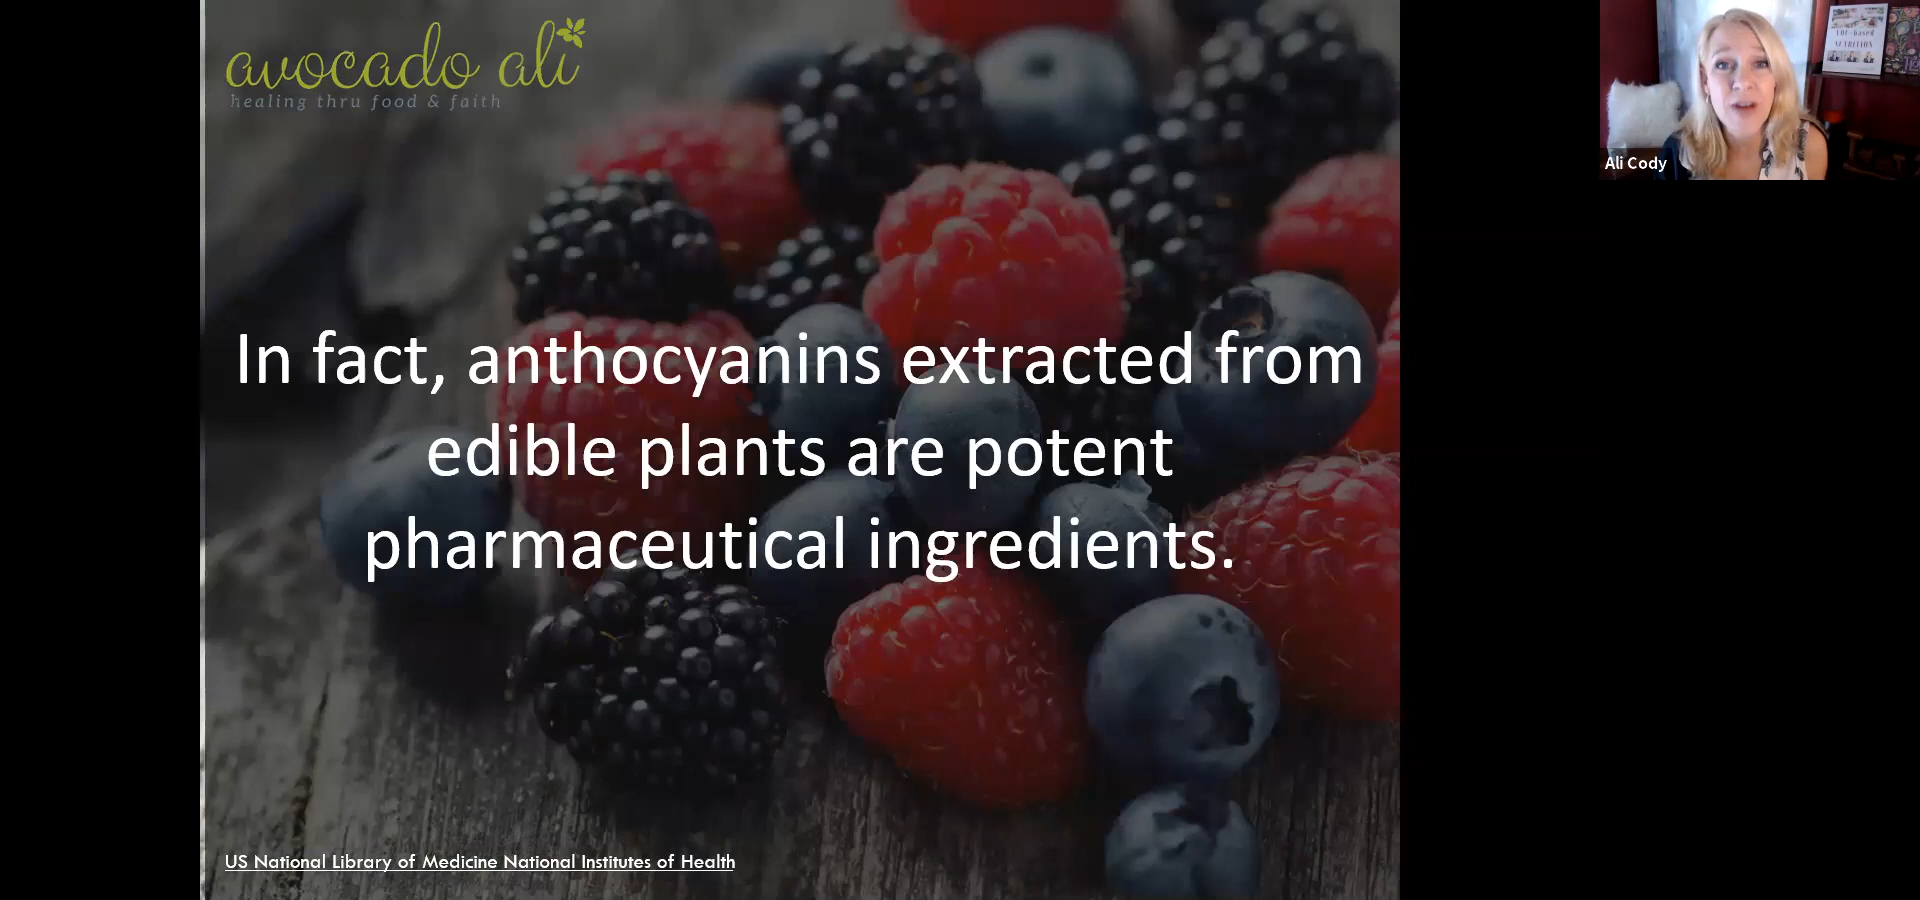 avocado ali
healing thru food & faith
In fact, anthocyanins extracted from
edible plants are potent
pharmaceutical ingredients.
US National Library of Medicine National Institutes of Health
Ali Cody
NUTRITION